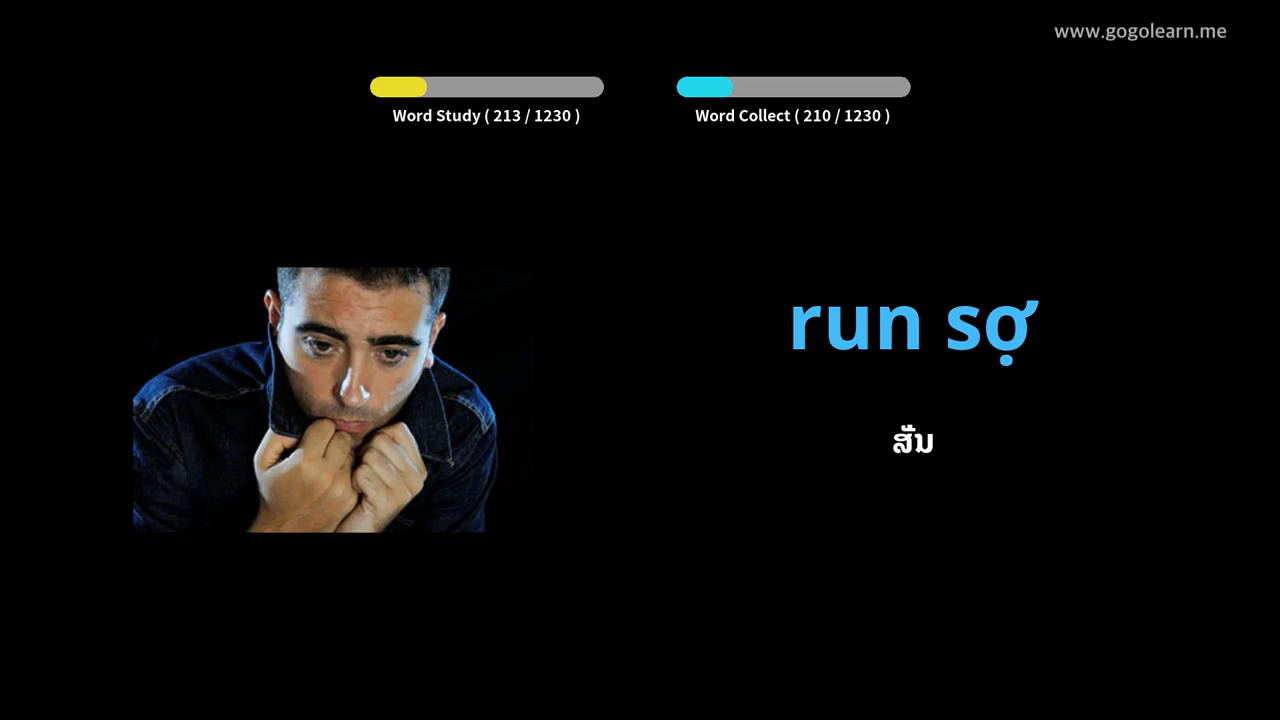 www.gogolearn.me
Word Study ( 213 / 1230 )
Word Collect ( 210 / 1230 )
run sợ
ສັ່ນ